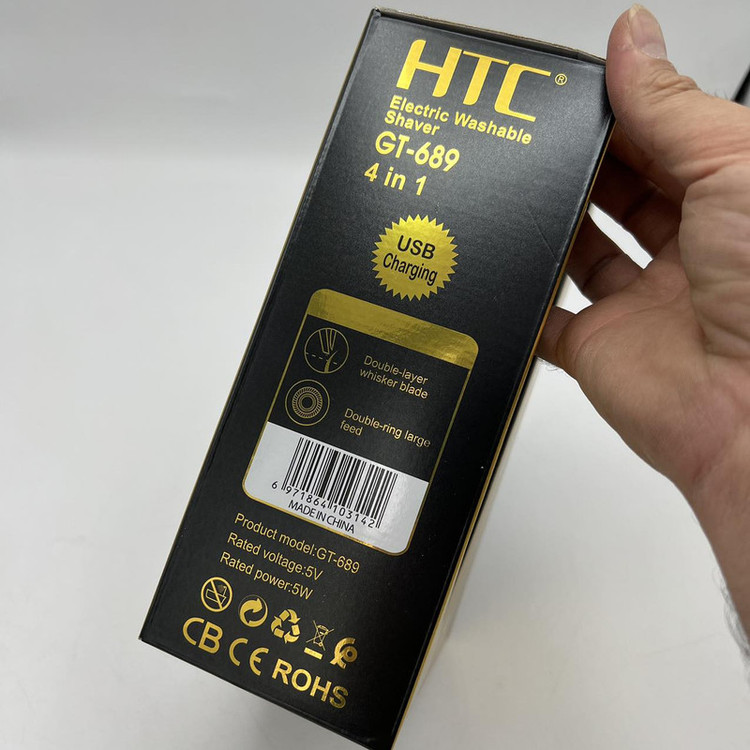 HTC®
Electric Washable
Shaver
GT-689
4 in 1
USB
Charging
Double-layer
whisker blade
Double-ring large
feed
6 971864 103142
MADE IN CHINA
Product model:GT-689
Rated voltage:5V
Rated power:5W
CB CE ROHS